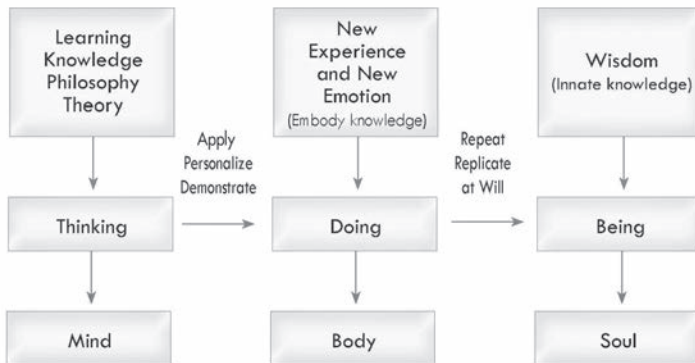 Learning
Knowledge
Philosophy
Theory
New
Experience
and New
Emotion
(Embody knowledge)
Wisdom
(Innate knowledge)
Apply
Personalize
Demonstrate
Repeat
Replicate
at Will
Thinking
Doing
Being
Mind
Body
Soul